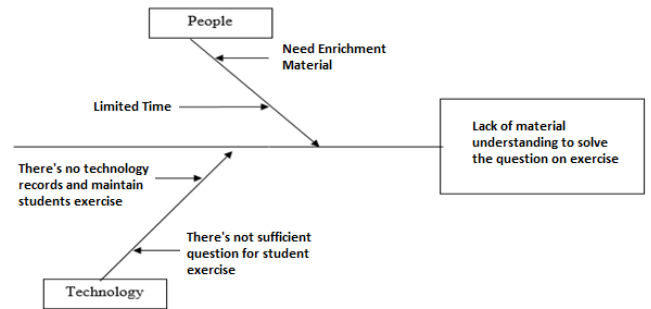 People
Need Enrichment
Material
Limited Time
Lack of material
understanding to solve
the question on exercise
There's no technology
records and maintain
students exercise
There's not sufficient
question for student
exercise
Technology